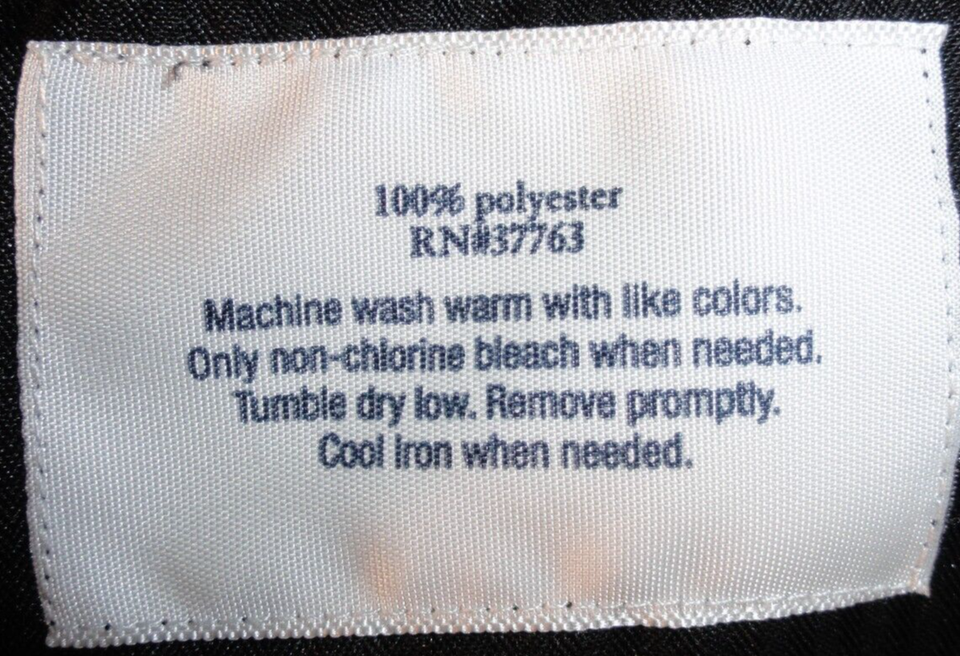 100% polyester
RN#37763
Machine wash warm with like colors.
Only non-chlorine bleach when needed.
Tumble dry low. Remove promptly.
Cool iron when needed.